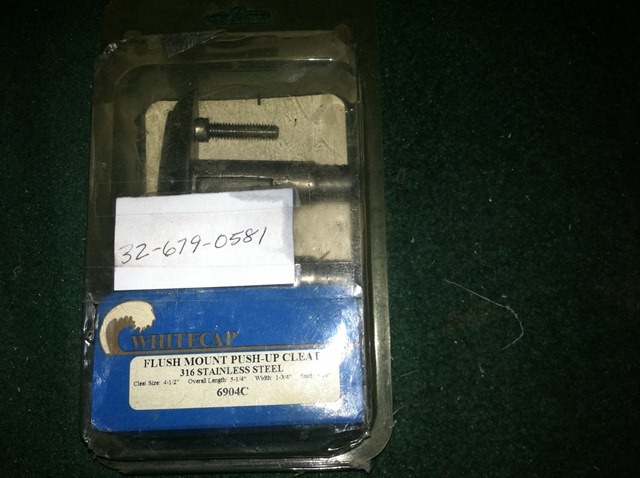 32-679-0581
WHITECAP
FLUSH MOUNT PUSH-UP CLEAT
316 STAINLESS STEEL
Cleat Size: 4-1/2" Overall Length: 5-1/4" Width: 1-3/4" Stud:
6904C